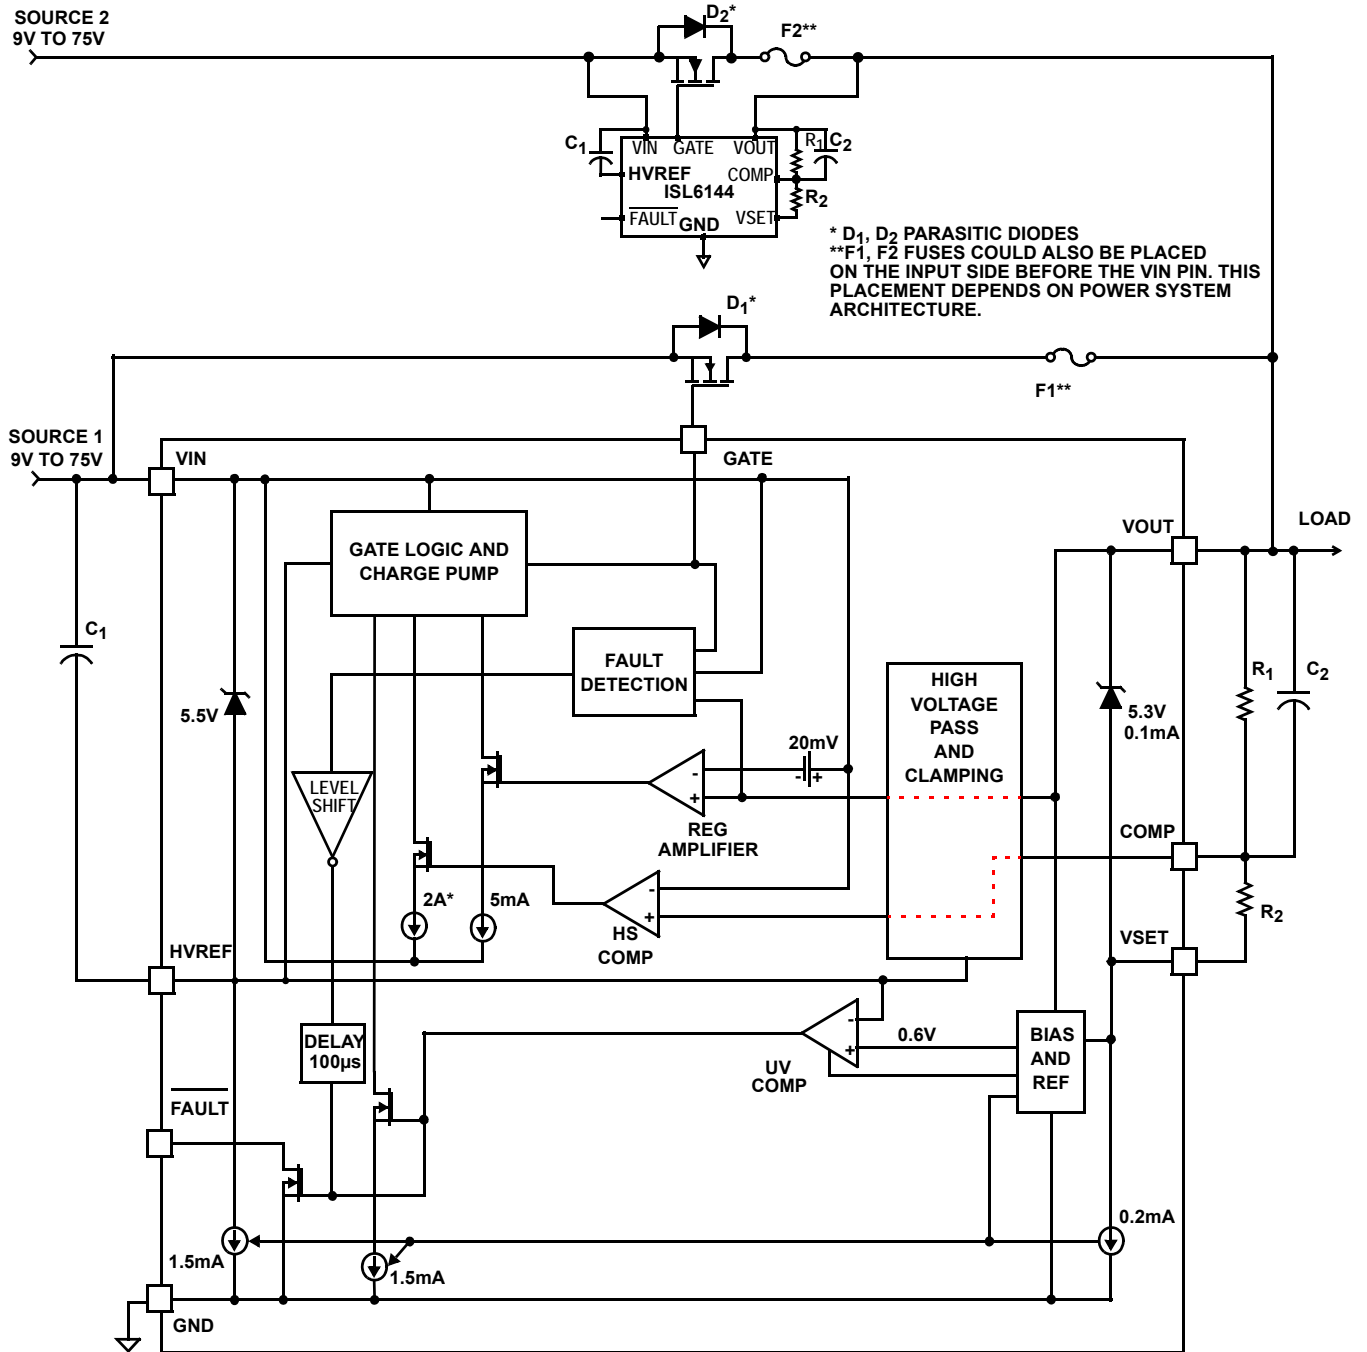 SOURCE 2
9V TO 75V
D2*
F2**
C1
VIN
GATE
VOUT
R1
C2
HVREF
COMP
ISL6144
R2
FAULT
GND
VSET
* D1, D2 PARASITIC DIODES
**F1, F2 FUSES COULD ALSO BE PLACED
ON THE INPUT SIDE BEFORE THE VIN PIN. THIS
PLACEMENT DEPENDS ON POWER SYSTEM
ARCHITECTURE.
D1*
F1**
SOURCE 1
9V TO 75V
VIN
GATE
VOUT
LOAD
GATE LOGIC AND
CHARGE PUMP
C1
FAULT
DETECTION
HIGH
VOLTAGE
PASS
AND
CLAMPING
R1
C2
5.5V
5.3V
0.1mA
20mV
-
+
LEVEL
SHIFT
-
+
REG
AMPLIFIER
COMP
2A*
5mA
-
+
HS
COMP
R2
HVREF
VSET
DELAY
100µs
-
+
0.6V
UV
COMP
BIAS
AND
REF
FAULT
0.2mA
1.5mA
1.5mA
GND